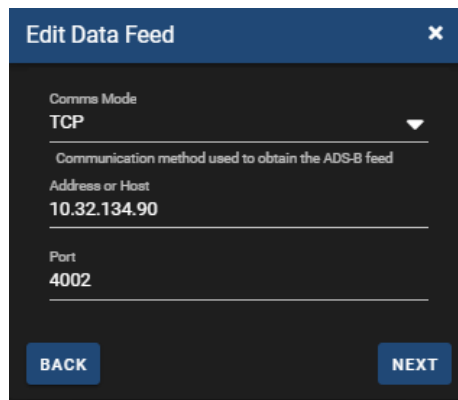 Edit Data Feed
Comms Mode
TCP
Communication method used to obtain the ADS-B feed
Address or Host
10.32.134.90
Port
4002
BACK NEXT